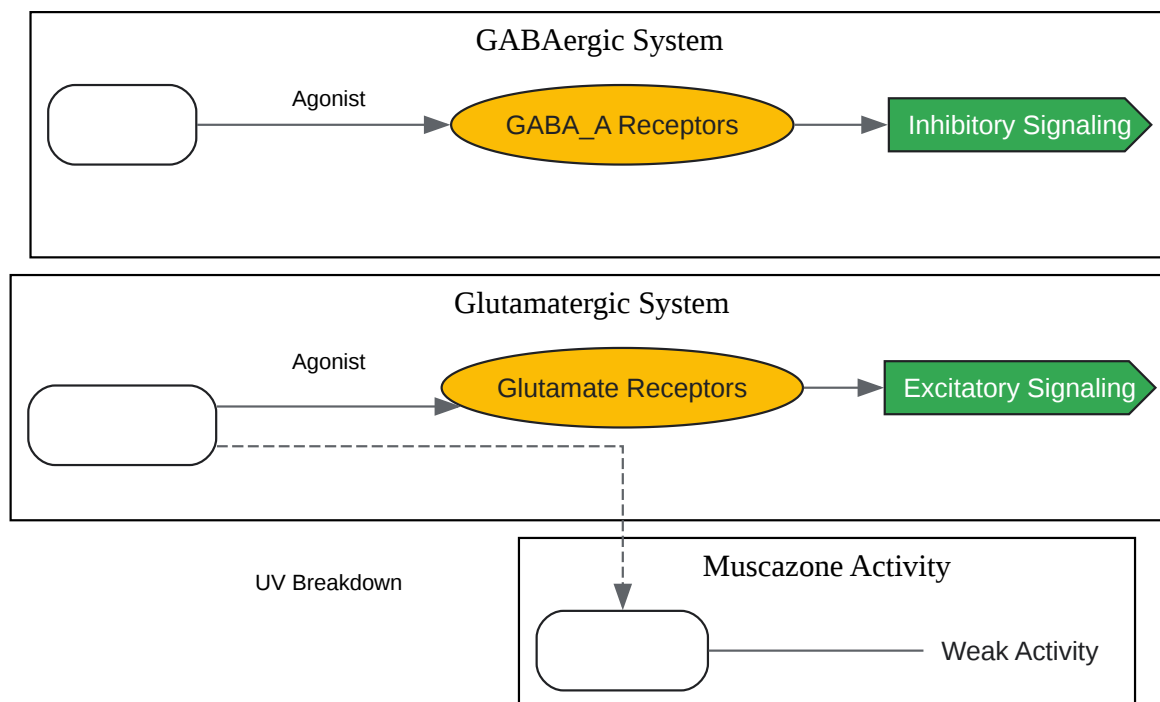 GABAergic System
Agonist
GABA_A Receptors
Inhibitory Signaling
Glutamatergic System
Agonist
Glutamate Receptors
Excitatory Signaling
UV Breakdown
Muscazone Activity
Weak Activity